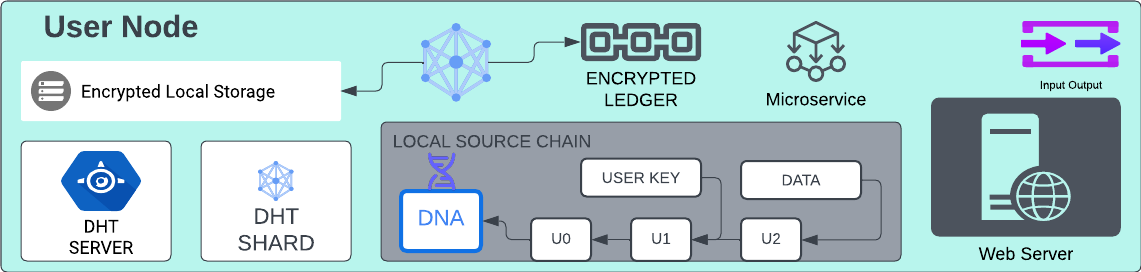 User Node
Encrypted Local Storage
ENCRYPTED
LEDGER
Microservice
Input Output
DHT
SERVER
DHT
SHARD
LOCAL SOURCE CHAIN
DNA
USER KEY
DATA
U0
U1
U2
Web Server